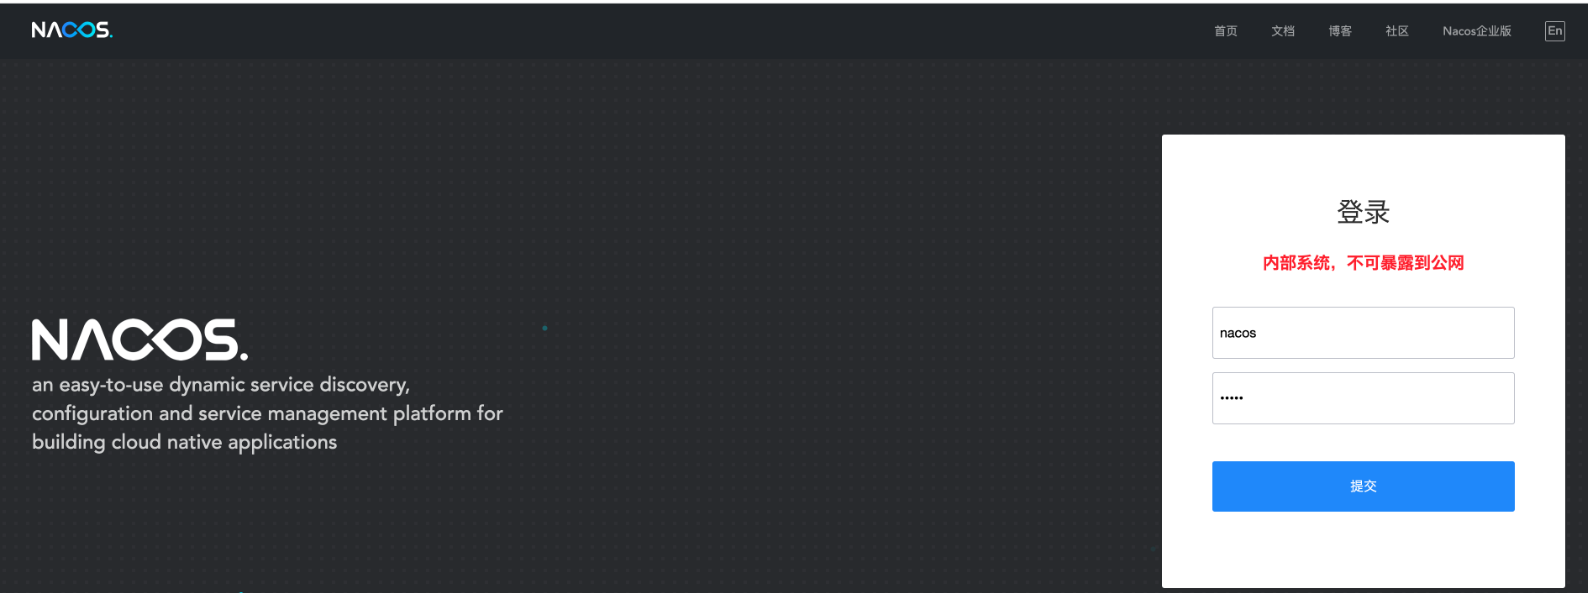 NACOS.
首页 文档 博客 社区 Nacos企业版 En
登录
内部系统，不可暴露到公网
nacos
•••••
提交
NACOS.
an easy-to-use dynamic service discovery,
configuration and service management platform for
building cloud native applications